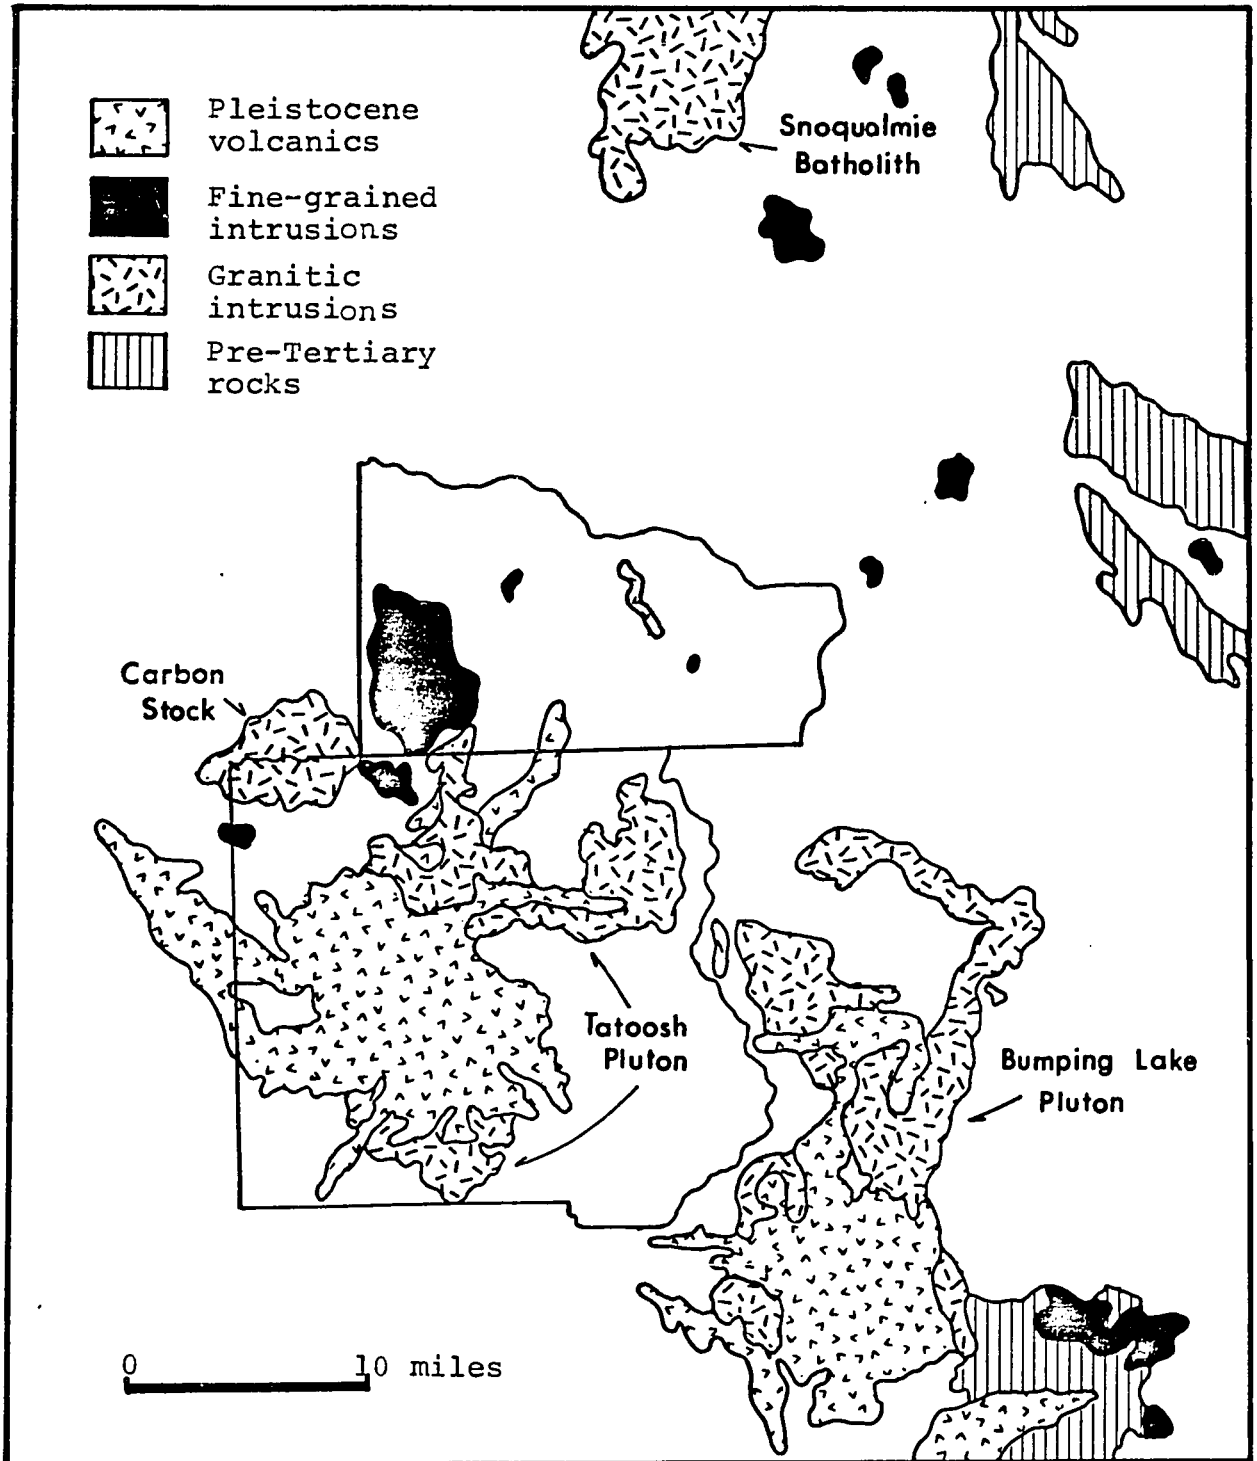 Pleistocene
volcanics
Fine-grained
intrusions
Granitic
intrusions
Pre-Tertiary
rocks
Snoqualmie
Batholith
Carbon
Stock
Tatoosh
Pluton
Bumping Lake
Pluton
0 10 miles